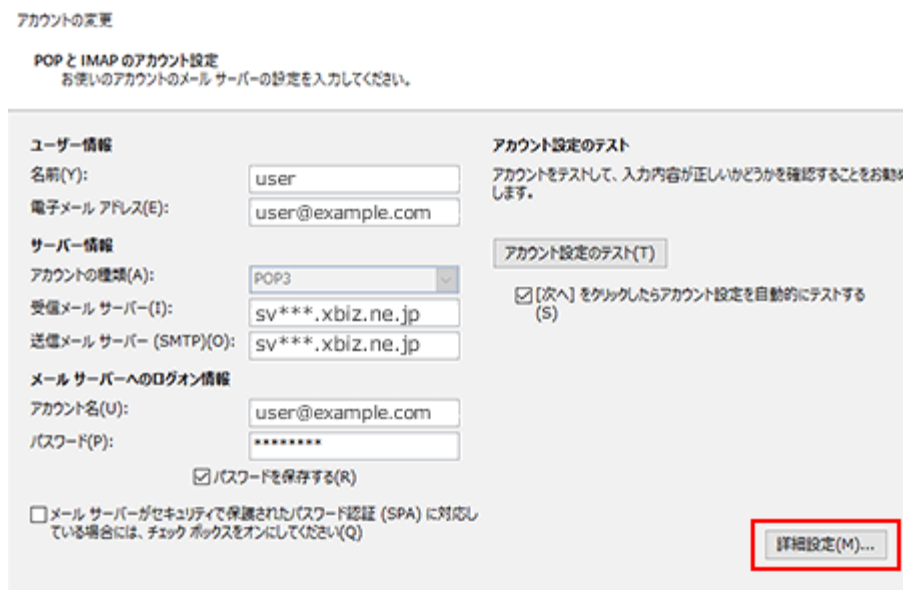 アカウントの変更
POP と IMAP のアカウント設定
お使いのアカウントのメール サーバーの設定を入力してください。
ユーザー情報
名前(Y):
user
電子メール アドレス(E):
user@example.com
サーバー情報
アカウントの種類(A):
POP3
受信メール サーバー(I):
sv***.xbiz.ne.jp
送信メール サーバー (SMTP)(O):
sv***.xbiz.ne.jp
メール サーバーへのログオン情報
アカウント名(U):
user@example.com
パスワード(P):
********
パスワードを保存する(R)
メール サーバーがセキュリティで保護されたパスワード認証 (SPA) に対応し
ている場合には、チェック ボックスをオンにしてください(Q)
アカウント設定のテスト
アカウントをテストして、入力内容が正しいかどうかを確認することをお勧め
します。
アカウント設定のテスト(T)
[次へ] をクリックしたらアカウント設定を自動的にテストする
(S)
詳細設定(M)...